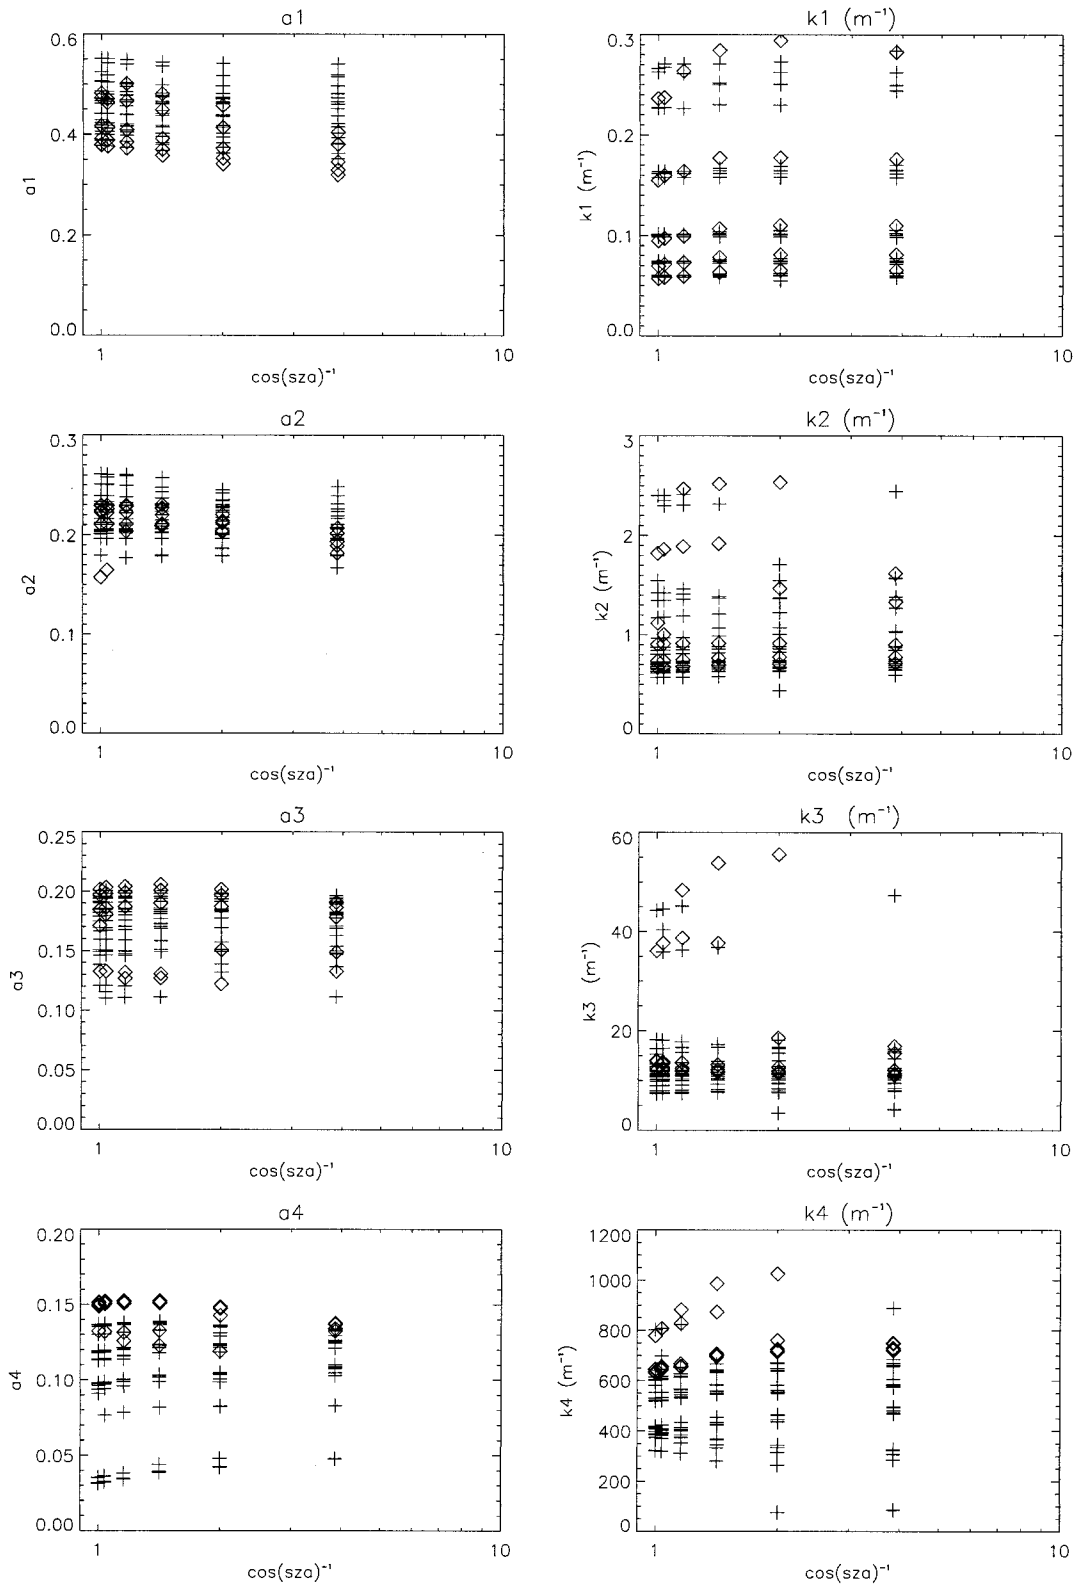 a1
0.6
0.4
0.2
0.0
a1
1
10
cos(sza)⁻¹
k1 (m⁻¹)
0.3
0.2
0.1
0.0
k1 (m⁻¹)
1
10
cos(sza)⁻¹
a2
0.3
0.2
0.1
0.0
a2
1
10
cos(sza)⁻¹
k2 (m⁻¹)
3
2
1
0
k2 (m⁻¹)
1
10
cos(sza)⁻¹
a3
0.25
0.20
0.15
0.10
0.05
0.00
a3
1
10
cos(sza)⁻¹
k3 (m⁻¹)
60
40
20
0
k3 (m⁻¹)
1
10
cos(sza)⁻¹
a4
0.20
0.15
0.10
0.05
0.00
a4
1
10
cos(sza)⁻¹
k4 (m⁻¹)
1200
1000
800
600
400
200
0
k4 (m⁻¹)
1
10
cos(sza)⁻¹